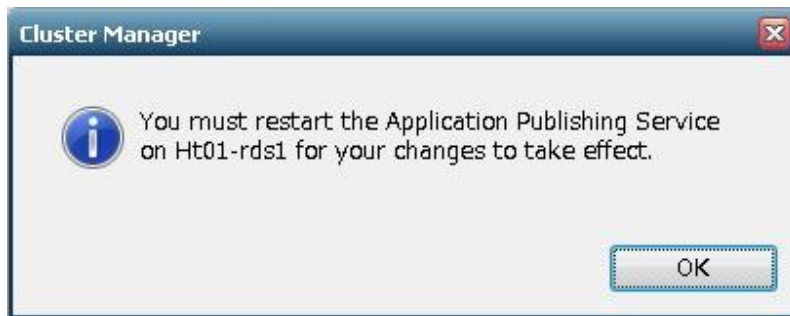 Cluster Manager
You must restart the Application Publishing Service
on Ht01-rds1 for your changes to take effect.
OK